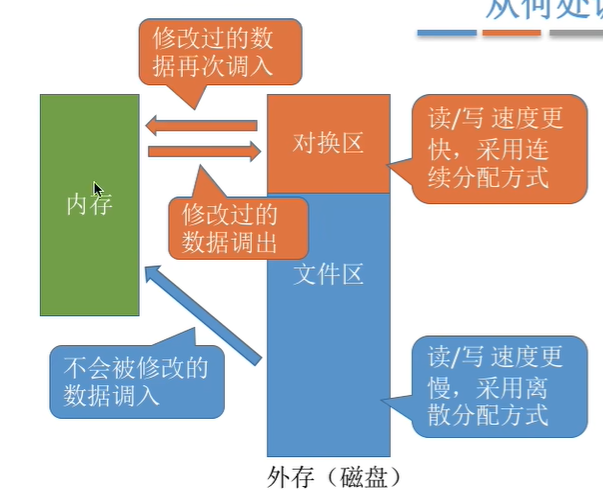 从何处
修改过的数
据再次调入
对换区
读/写 速度更
快，采用连
续分配方式
内存
修改过的
数据调出
文件区
不会被修改的
数据调入
读/写 速度更
慢，采用离
散分配方式
外存（磁盘）